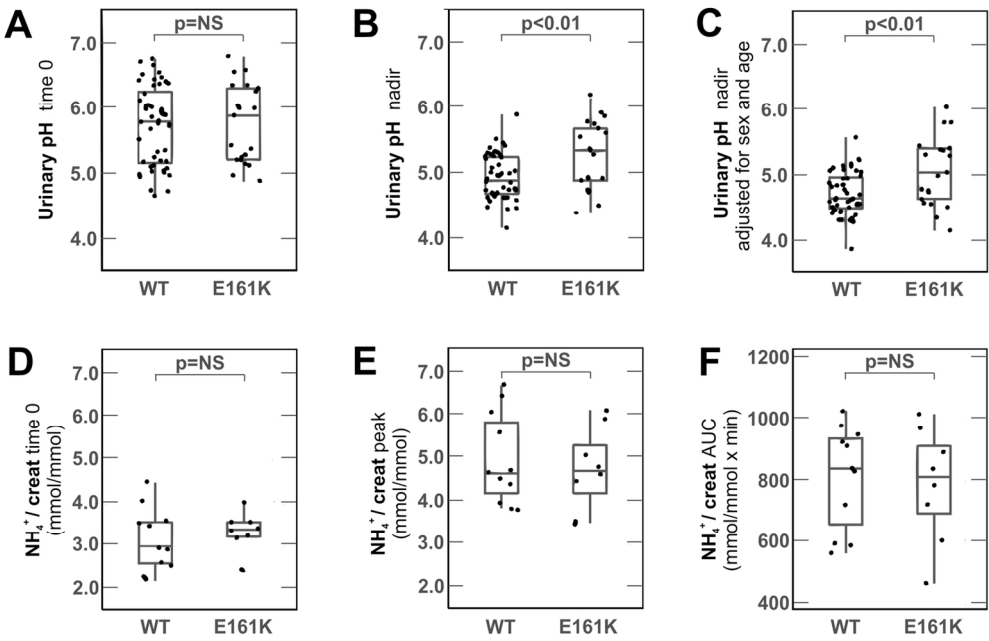 A
p=NS
Urinary pH time 0
7.0
6.0
5.0
4.0
WT E161K
B
p<0.01
Urinary pH nadir
7.0
6.0
5.0
4.0
WT E161K
C
p<0.01
Urinary pH nadir
adjusted for sex and age
7.0
6.0
5.0
4.0
WT E161K
D
p=NS
NH₄⁺/ creat time 0
(mmol/mmol)
7.0
6.0
5.0
4.0
3.0
2.0
WT E161K
E
p=NS
NH₄⁺/ creat peak
(mmol/mmol)
7.0
6.0
5.0
4.0
3.0
2.0
WT E161K
F
p=NS
NH₄⁺/ creat AUC
(mmol/mmol x min)
1200
1000
800
600
400
WT E161K